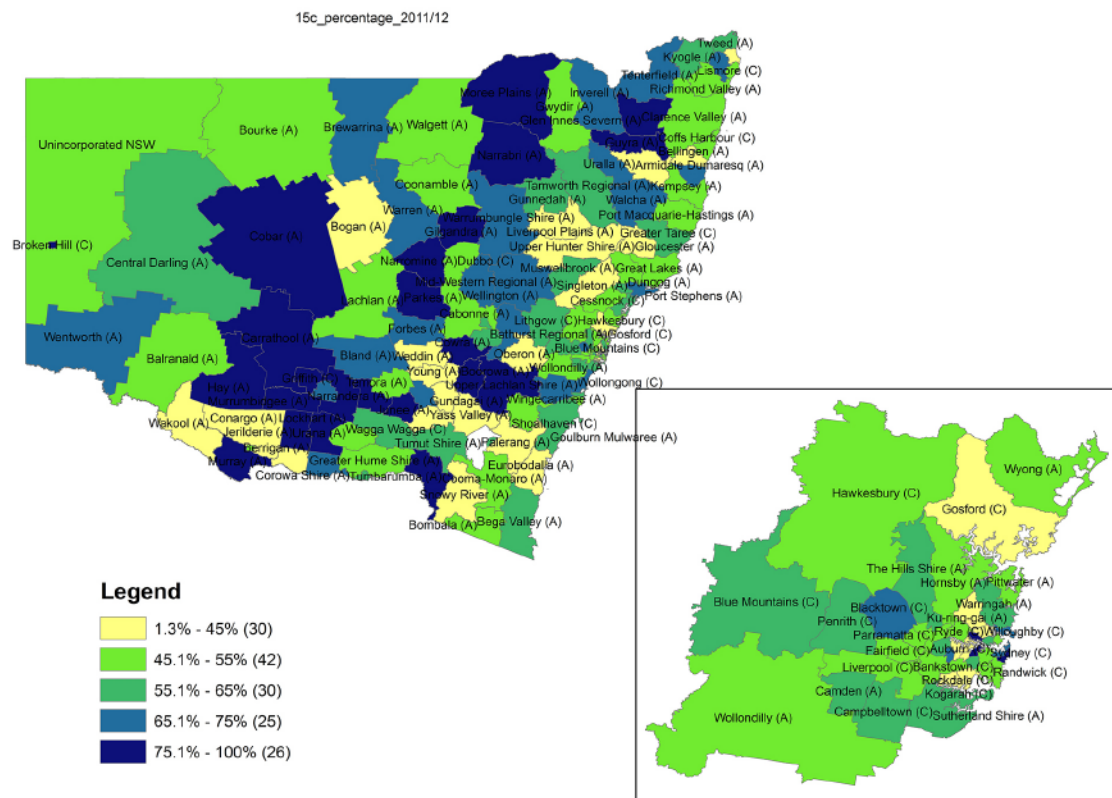 15c_percentage_2011/12
Tweed (A)
Kyogle (A)
Lismore (C)
Tenterfield (A)
Richmond Valley (A)
Moree Plains (A)
Inverell (A)
Gwydir (A)
Glen Innes Severn (A)
Clarence Valley (A)
Bourke (A)
Brewarrina (A)
Walgett (A)
Coffs Harbour (C)
Guyra (A)
Bellingen (A)
Unincorporated NSW
Narrabri (A)
Uralla (A)
Armidale Dumaresq (A)
Coonamble (A)
Tamworth Regional (A)
Kempsey (A)
Gunnedah (A)
Walcha (A)
Warren (A)
Warrumbungle Shire (A)
Port Macquarie-Hastings (A)
Bogan (A)
Gilgandra (A)
Liverpool Plains (A)
Greater Taree (C)
Cobar (A)
Broken Hill (C)
Upper Hunter Shire (A)
Gloucester (A)
Central Darling (A)
Narromine (A)
Dubbo (C)
Muswellbrook (A)
Great Lakes (A)
Mid-Western Regional (A)
Singleton (A)
Dungog (A)
Lachlan (A)
Parkes (A)
Wellington (A)
Cessnock (C)
Port Stephens (A)
Cabonne (A)
Lithgow (C)
Hawkesbury (C)
Wentworth (A)
Carrathool (A)
Forbes (A)
Bathurst Regional (A)
Gosford (C)
Cowra (A)
Blue Mountains (C)
Balranald (A)
Bland (A)
Weddin (A)
Oberon (A)
Wollondilly (A)
Griffin (C)
Young (A)
Boorowa (A)
Hay (A)
Temora (A)
Upper Lachlan Shire (A)
Wollongong (C)
Murrumbidgee (A)
Narrandera (A)
Gundagai (A)
Wingecarribee (A)
Wakool (A)
Conargo (A)
Lockhart (A)
Junee (A)
Yass Valley (A)
Shoalhaven (C)
Jerilderie (A)
Urana (A)
Wagga Wagga (C)
Goulburn Mulwaree (A)
Berrigan (A)
Tumut Shire (A)
Palerang (A)
Murray (A)
Greater Hume Shire (A)
Eurobodalla (A)
Corowa Shire (A)
Tumbarumba (A)
Cooma-Monaro (A)
Snowy River (A)
Bombala (A)
Bega Valley (A)
Legend
1.3% - 45% (30)
45.1% - 55% (42)
55.1% - 65% (30)
65.1% - 75% (25)
75.1% - 100% (26)
Wyong (A)
Hawkesbury (C)
Gosford (C)
The Hills Shire (A)
Hornsby (A)
Pittwater (A)
Blue Mountains (C)
Blacktown (C)
Warringah (A)
Penrith (C)
Ku-ring-gai (A)
Parramatta (C)
Ryde (C)
Willoughby (C)
Fairfield (C)
Auburn (C)
Sydney (C)
Liverpool (C)
Bankstown (C)
Randwick (C)
Rockdale (C)
Camden (A)
Kogarah (C)
Wollondilly (A)
Campbelltown (C)
Sutherland Shire (A)